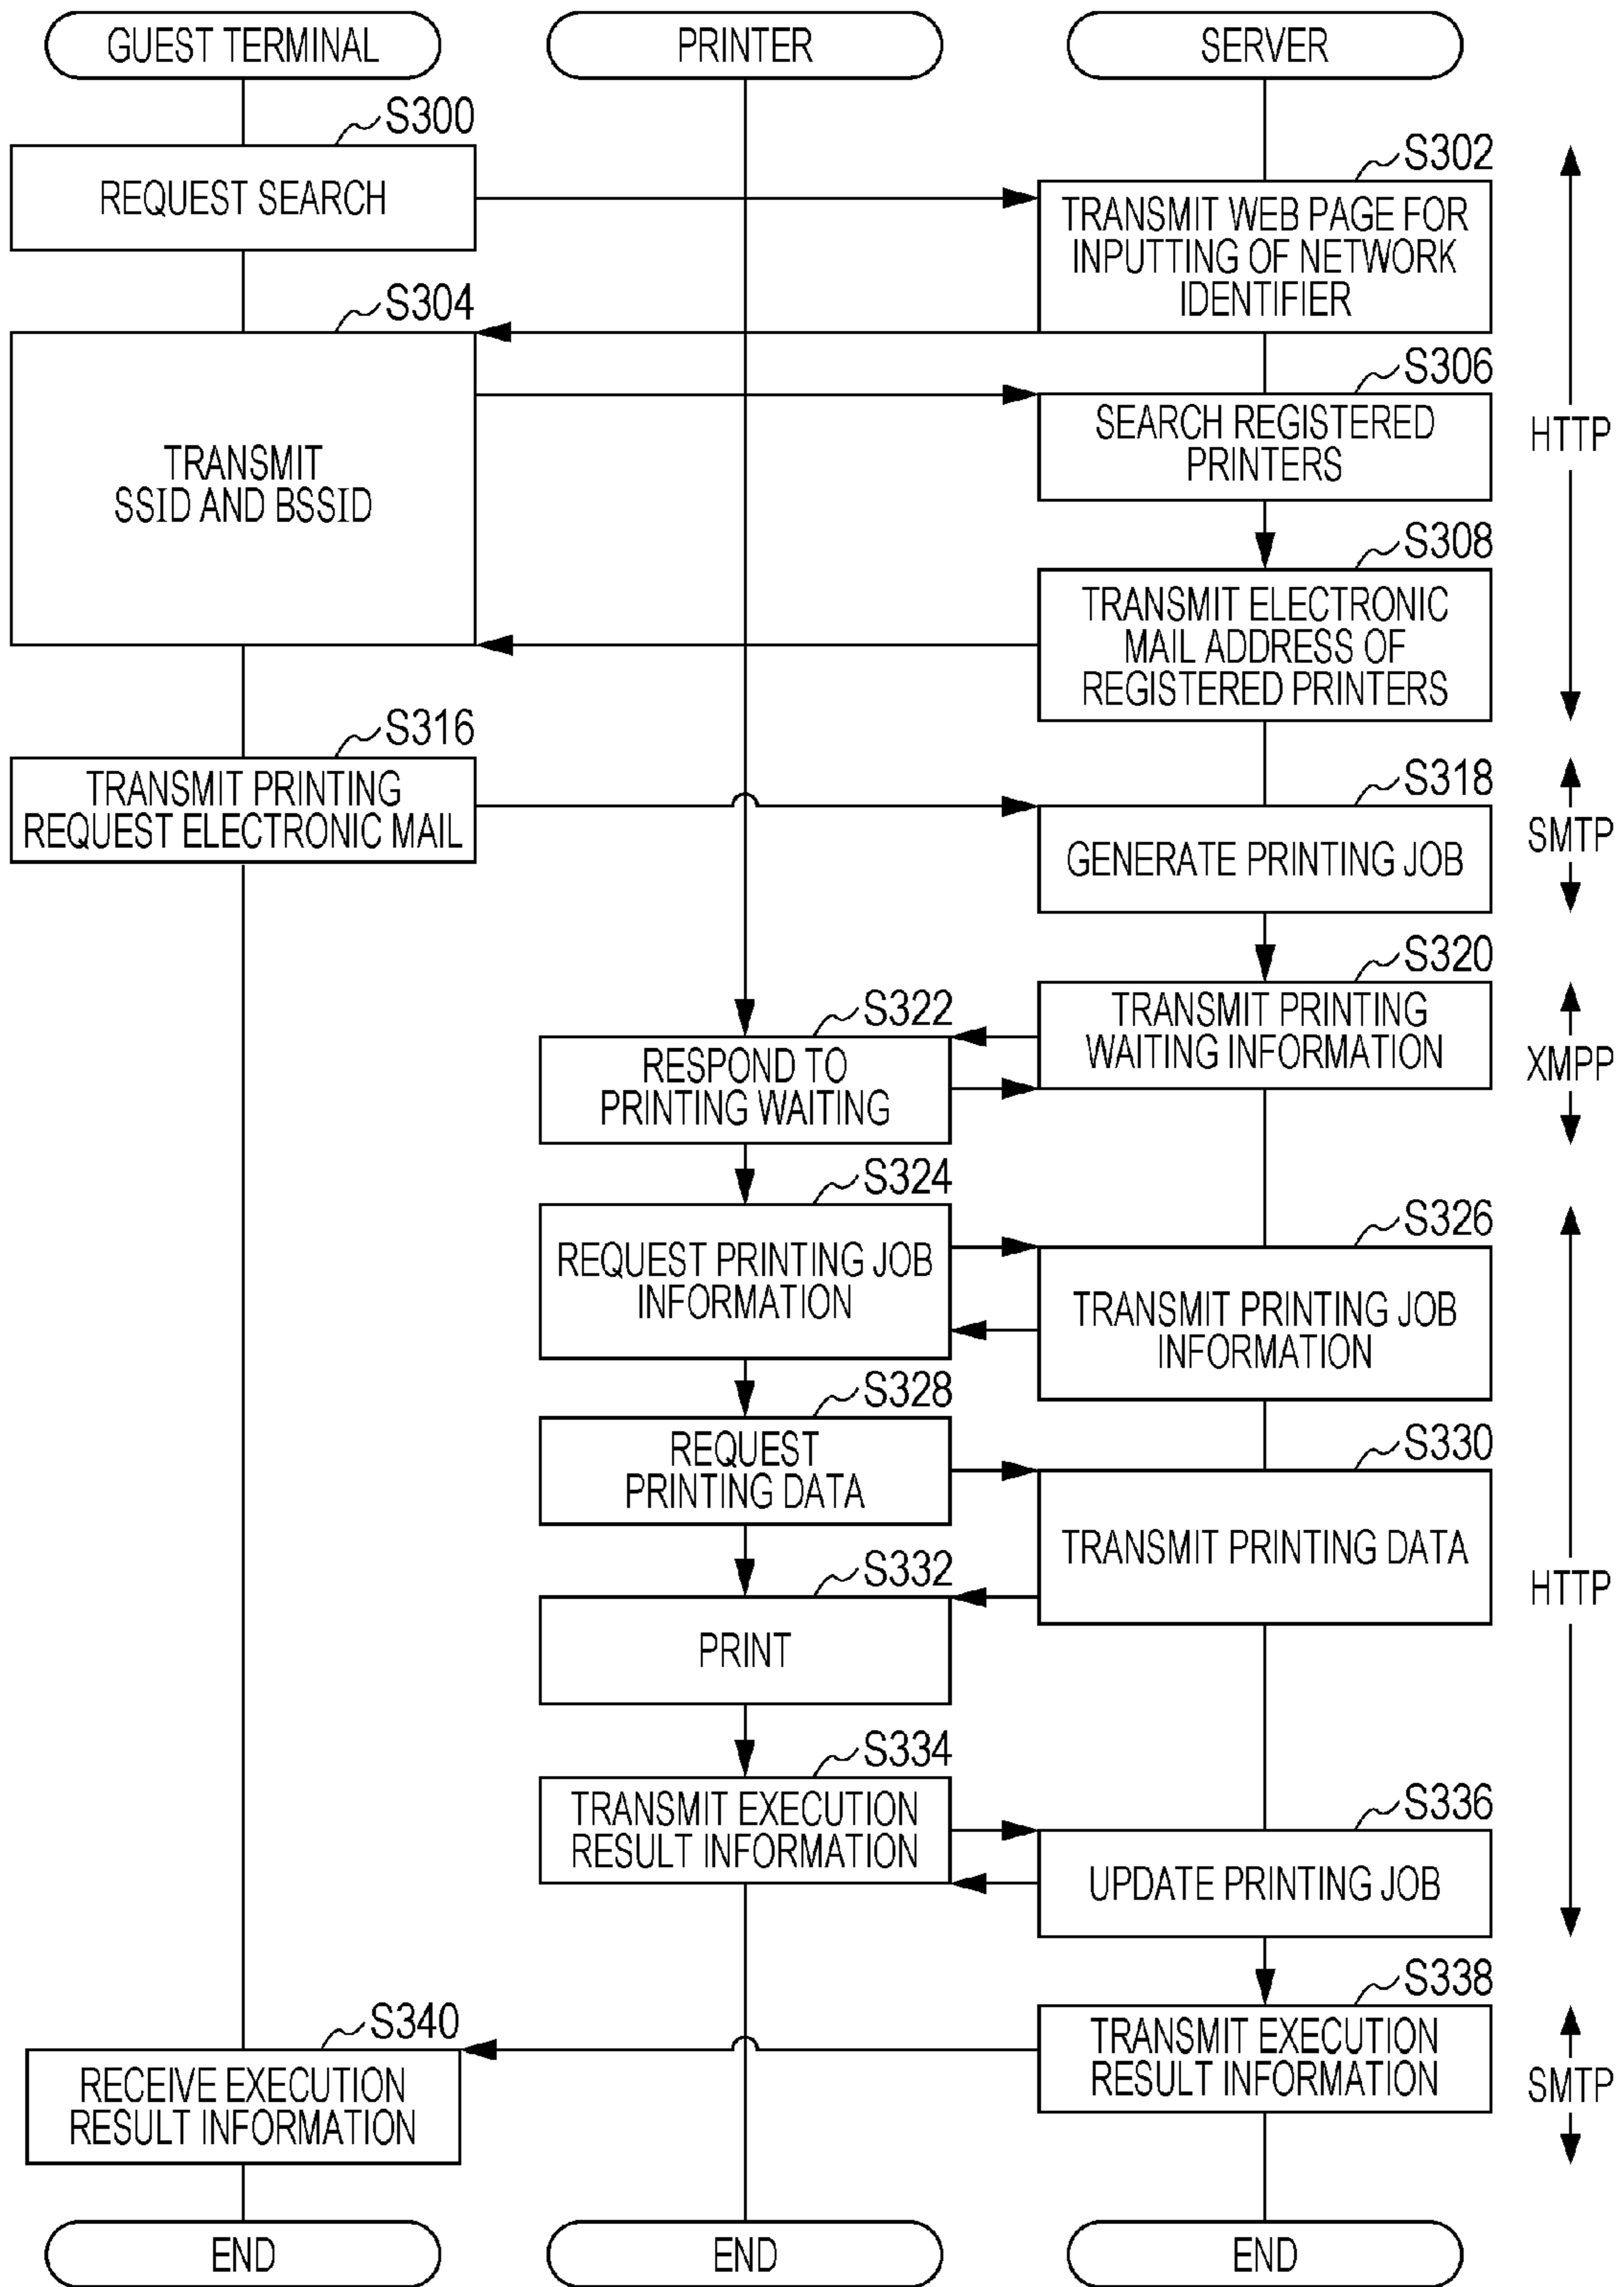 GUEST TERMINAL
PRINTER
SERVER
S300
REQUEST SEARCH
S302
TRANSMIT WEB PAGE FOR
INPUTTING OF NETWORK
IDENTIFIER
S304
TRANSMIT
SSID AND BSSID
S306
SEARCH REGISTERED
PRINTERS
HTTP
S308
TRANSMIT ELECTRONIC
MAIL ADDRESS OF
REGISTERED PRINTERS
S316
TRANSMIT PRINTING
REQUEST ELECTRONIC MAIL
S318
GENERATE PRINTING JOB
SMTP
S320
TRANSMIT PRINTING
WAITING INFORMATION
XMPP
S322
RESPOND TO
PRINTING WAITING
S324
REQUEST PRINTING JOB
INFORMATION
S326
TRANSMIT PRINTING JOB
INFORMATION
S328
REQUEST
PRINTING DATA
S330
TRANSMIT PRINTING DATA
HTTP
S332
PRINT
S334
TRANSMIT EXECUTION
RESULT INFORMATION
S336
UPDATE PRINTING JOB
S338
TRANSMIT EXECUTION
RESULT INFORMATION
SMTP
S340
RECEIVE EXECUTION
RESULT INFORMATION
END
END
END